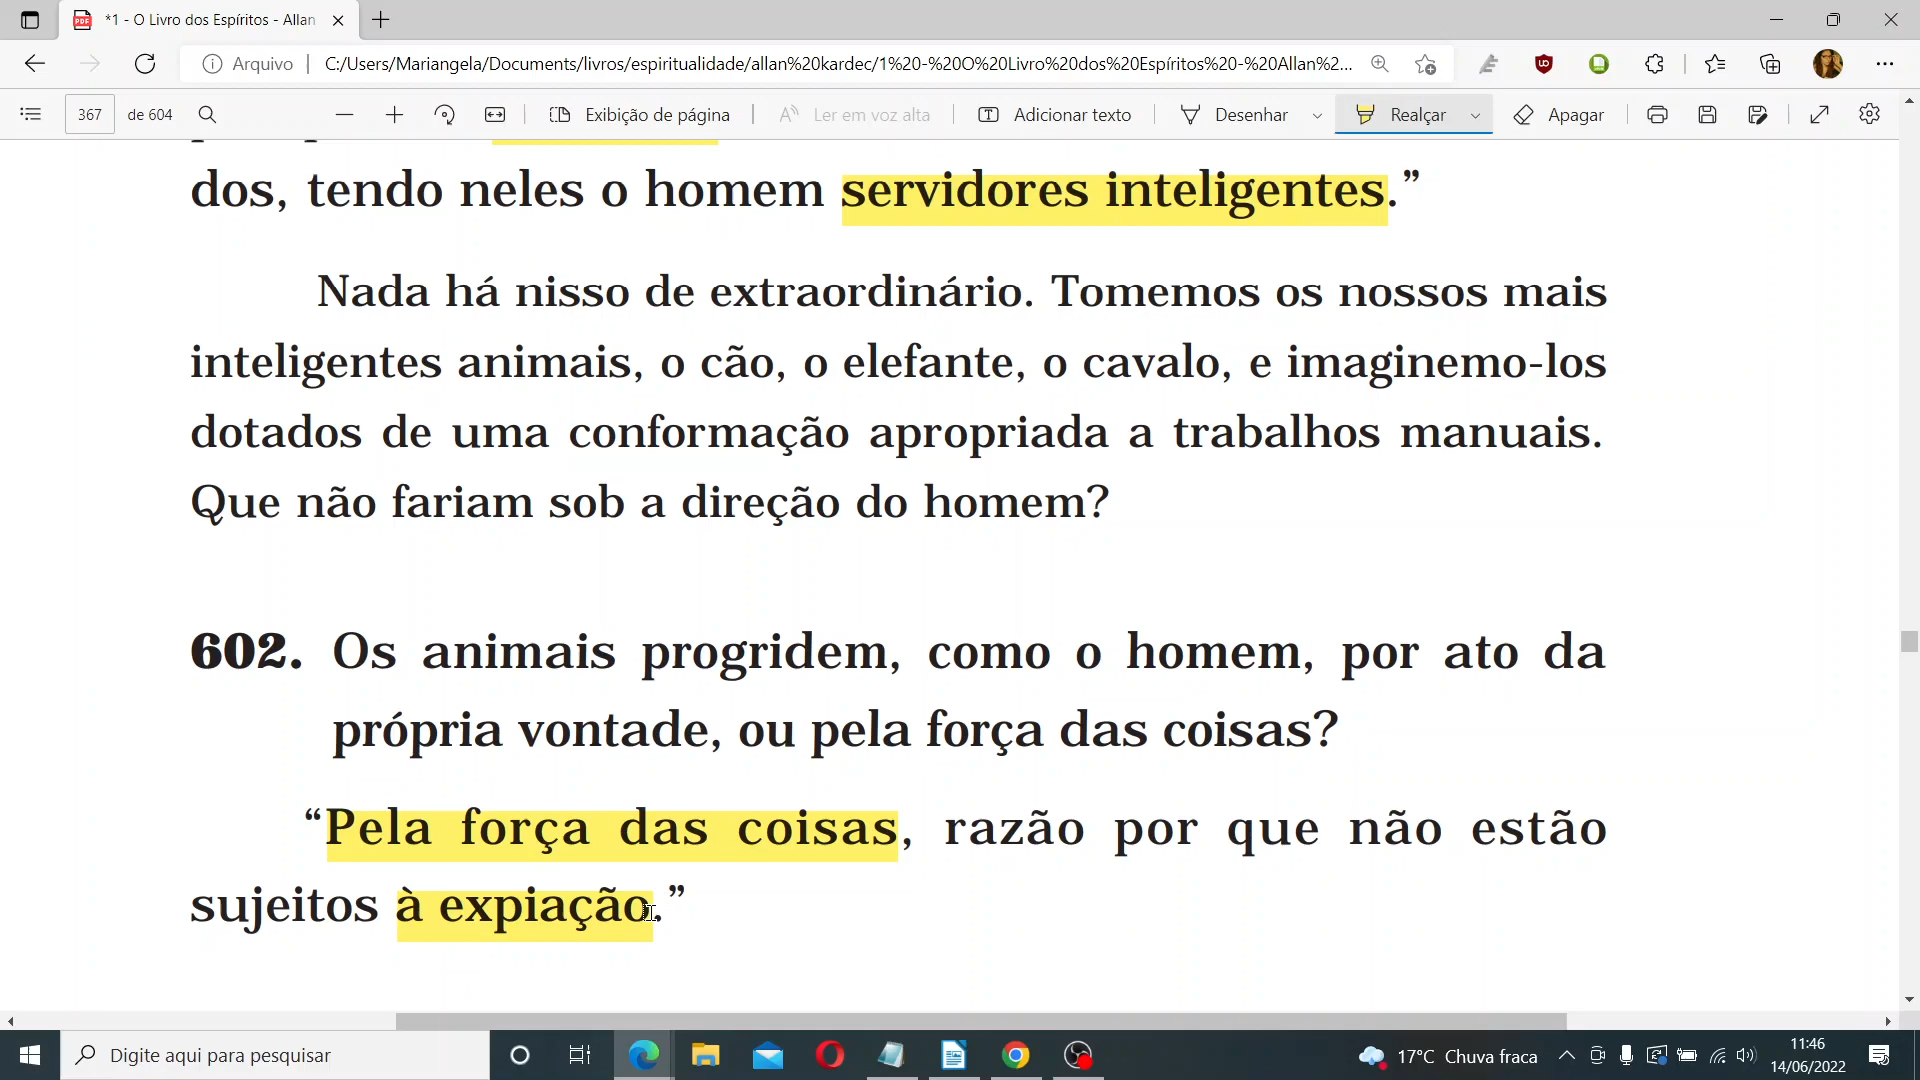 *1 - O Livro dos Espíritos - Allan
Arquivo C:/Users/Mariangela/Documents/livros/espiritualidade/allan%20kardec/1%20-%20O%20Livro%20dos%20Espíritos%20-%20Allan%2...
367 de 604 Exibição de página Ler em voz alta Adicionar texto Desenhar Realçar Apagar
dos, tendo neles o homem servidores inteligentes.”
Nada há nisso de extraordinário. Tomemos os nossos mais
inteligentes animais, o cão, o elefante, o cavalo, e imaginemo-los
dotados de uma conformação apropriada a trabalhos manuais.
Que não fariam sob a direção do homem?
602. Os animais progridem, como o homem, por ato da
própria vontade, ou pela força das coisas?
“Pela força das coisas, razão por que não estão
sujeitos à expiação.”
Digite aqui para pesquisar
17°C Chuva fraca
11:46
14/06/2022